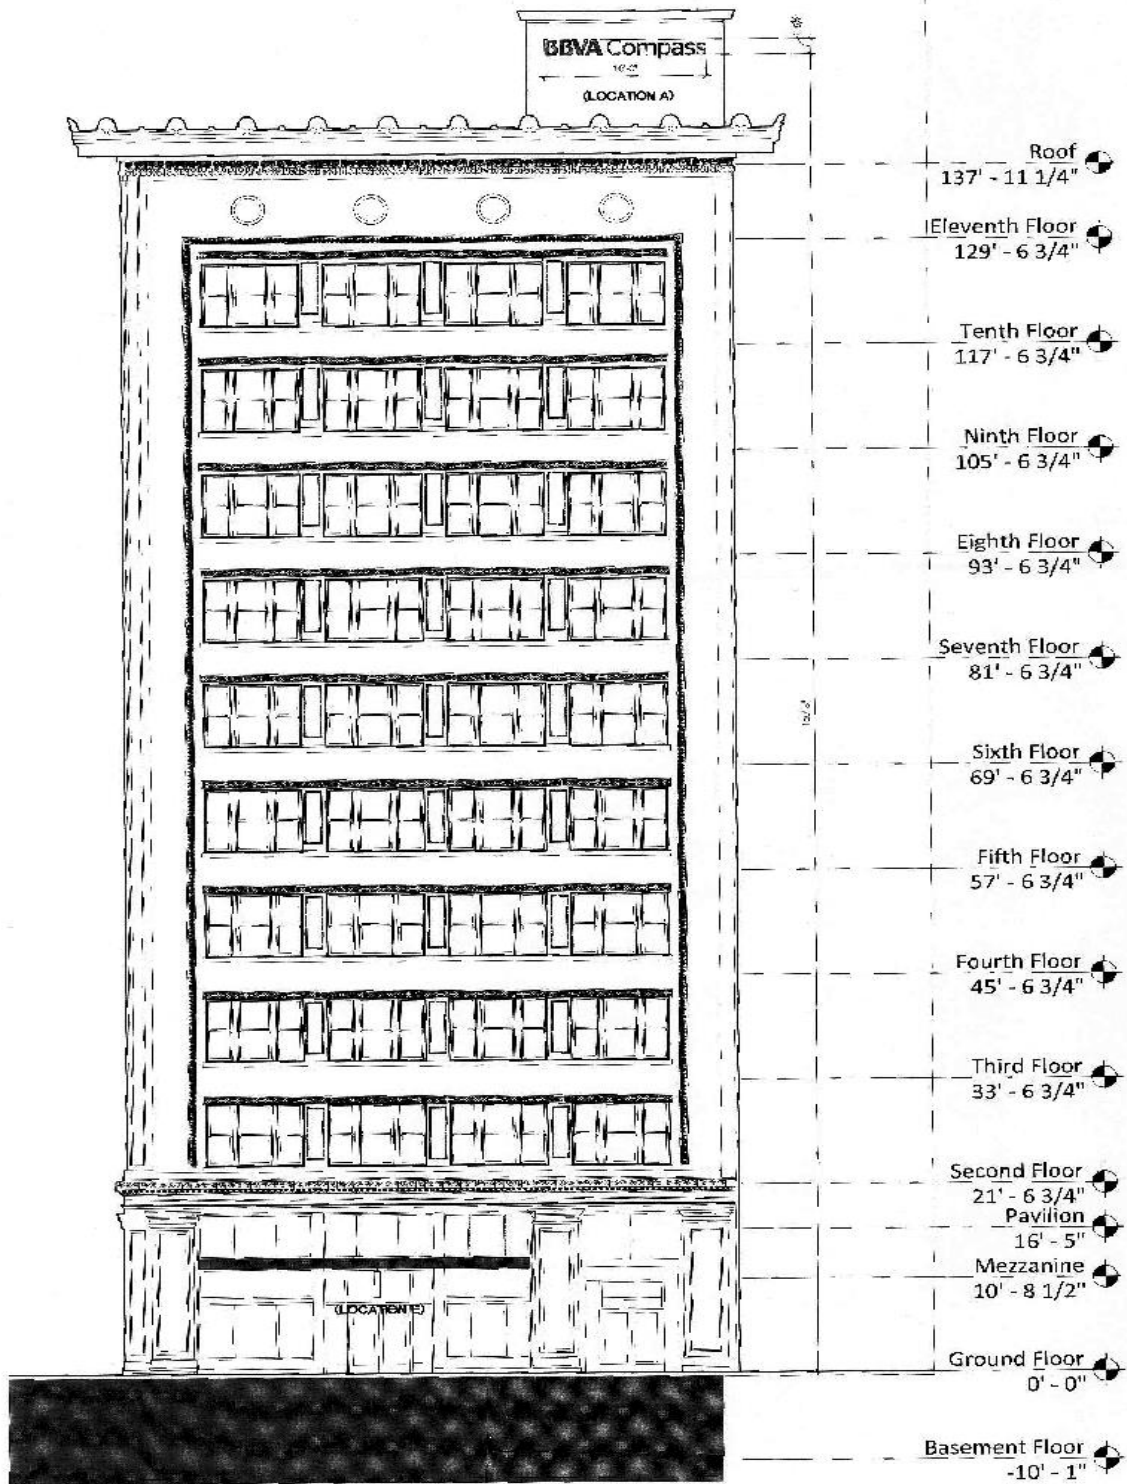 BBVA Compass
(LOCATION A)
Roof
137' - 11 1/4"
Eleventh Floor
129' - 6 3/4"
Tenth Floor
117' - 6 3/4"
Ninth Floor
105' - 6 3/4"
Eighth Floor
93' - 6 3/4"
Seventh Floor
81' - 6 3/4"
Sixth Floor
69' - 6 3/4"
Fifth Floor
57' - 6 3/4"
Fourth Floor
45' - 6 3/4"
Third Floor
33' - 6 3/4"
Second Floor
21' - 6 3/4"
Pavilion
16' - 5"
Mezzanine
10' - 8 1/2"
(LOCATION E)
Ground Floor
0' - 0"
Basement Floor
-10' - 1"